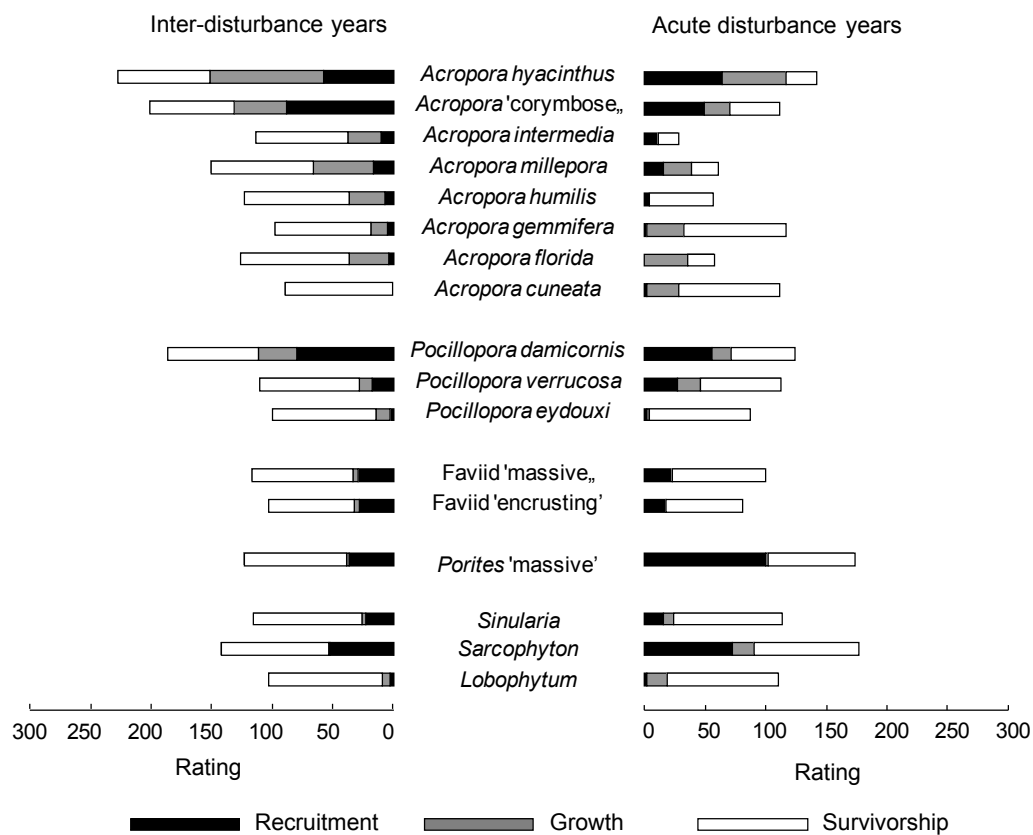 Inter-disturbance years
Acute disturbance years
Acropora hyacinthus
Acropora 'corymbose„
Acropora intermedia
Acropora millepora
Acropora humilis
Acropora gemmifera
Acropora florida
Acropora cuneata
Pocillopora damicornis
Pocillopora verrucosa
Pocillopora eydouxi
Faviid 'massive„
Faviid 'encrusting’
Porites 'massive’
Sinularia
Sarcophyton
Lobophytum
300 250 200 150 100 50 0
0 50 100 150 200 250 300
Rating
Rating
Recruitment Growth Survivorship